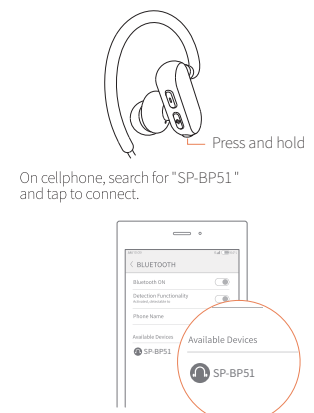 Press and hold
On cellphone, search for "SP-BP51"
and tap to connect.
BLUETOOTH
Bluetooth ON
Detection Functionality
Phone Name
Available Devices
SP-BP51
Available Devices
SP-BP51